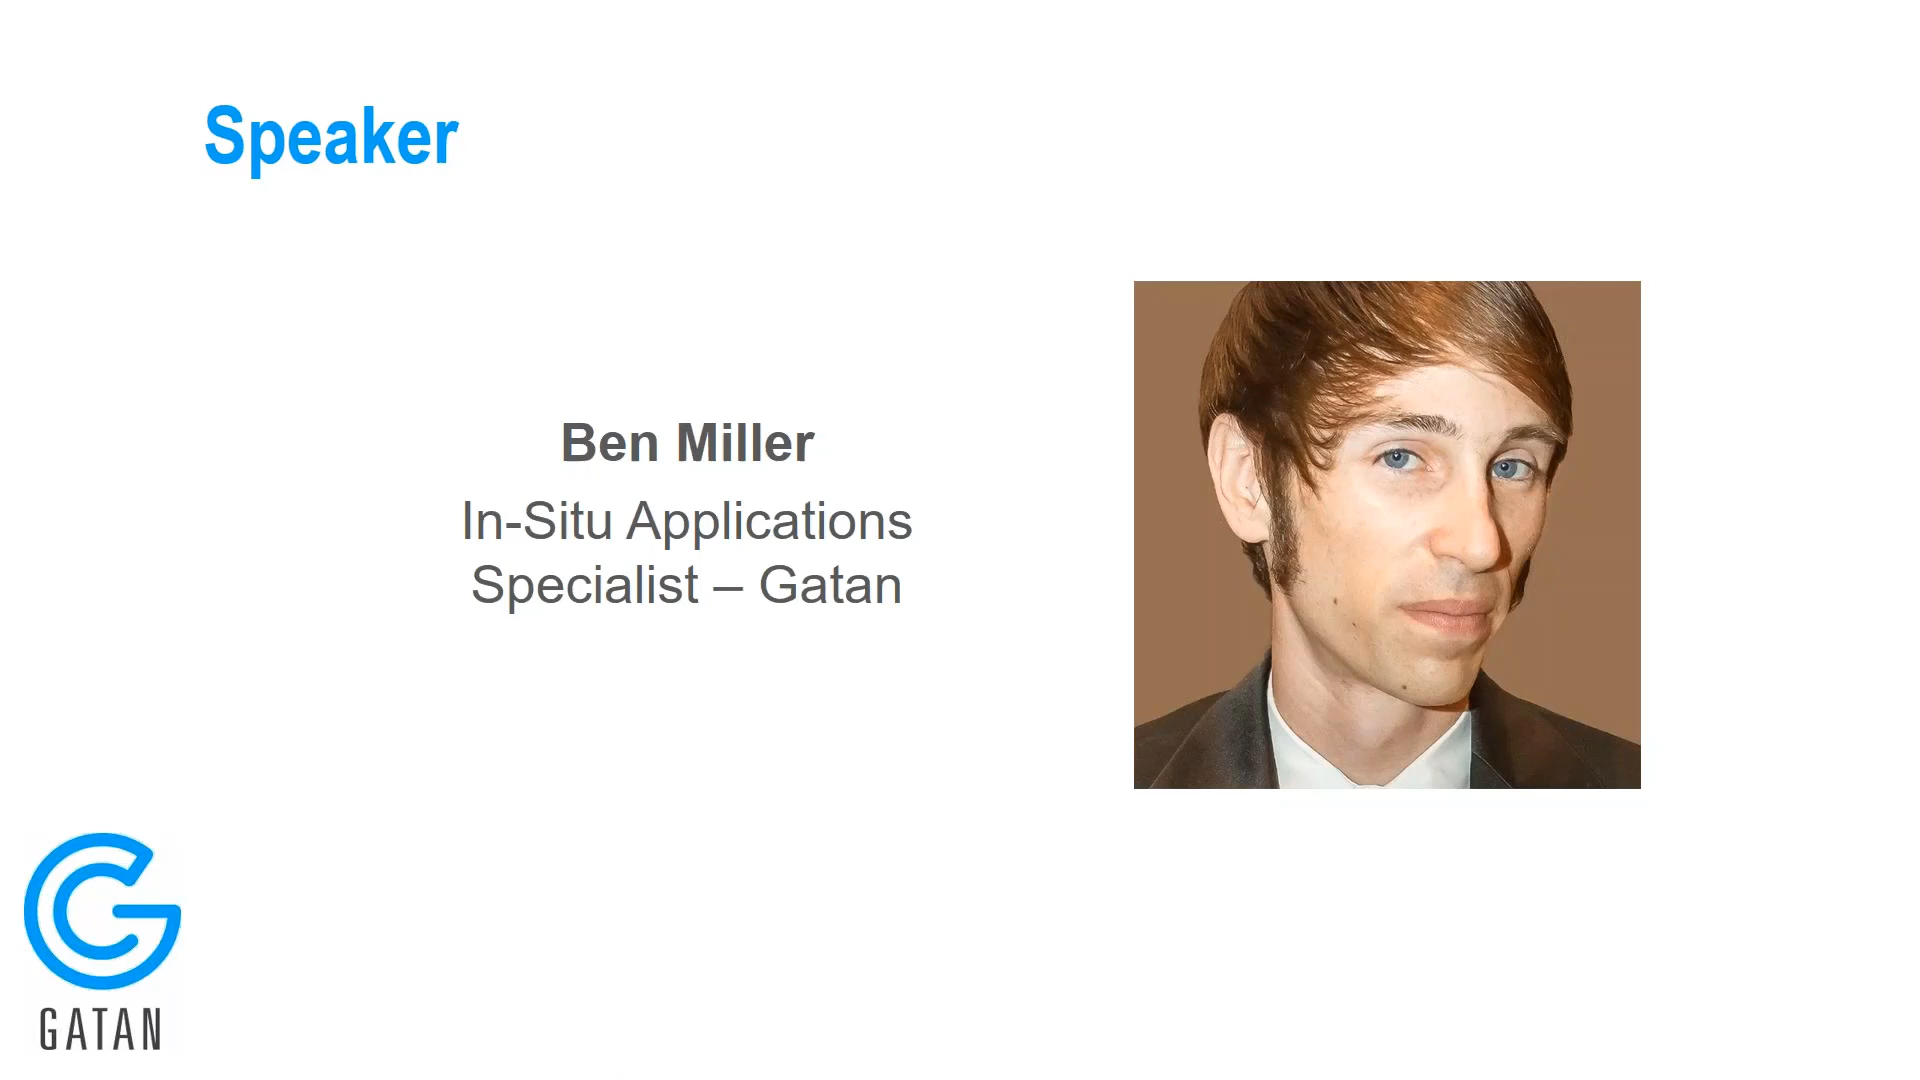 Speaker
Ben Miller
In-Situ Applications
Specialist – Gatan
GATAN